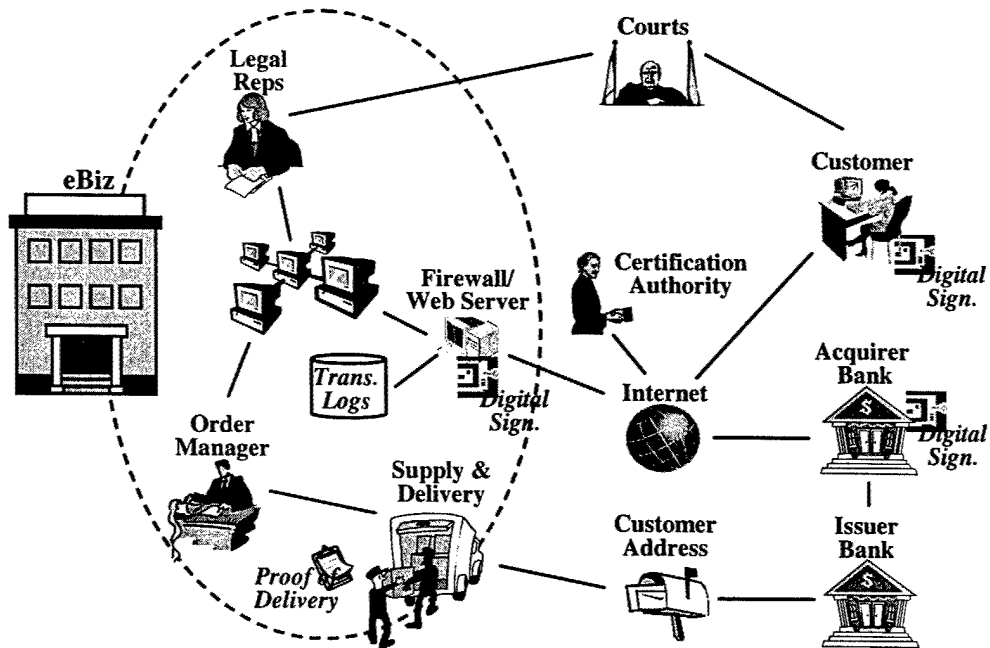 Courts
Legal
Reps
Customer
eBiz
Digital
Sign.
Certification
Authority
Firewall/
Web Server
Trans.
Logs
Digital
Sign.
Internet
Acquirer
Bank
$
Digital
Sign.
Order
Manager
Supply &
Delivery
Proof of
Delivery
Customer
Address
Issuer
Bank
$